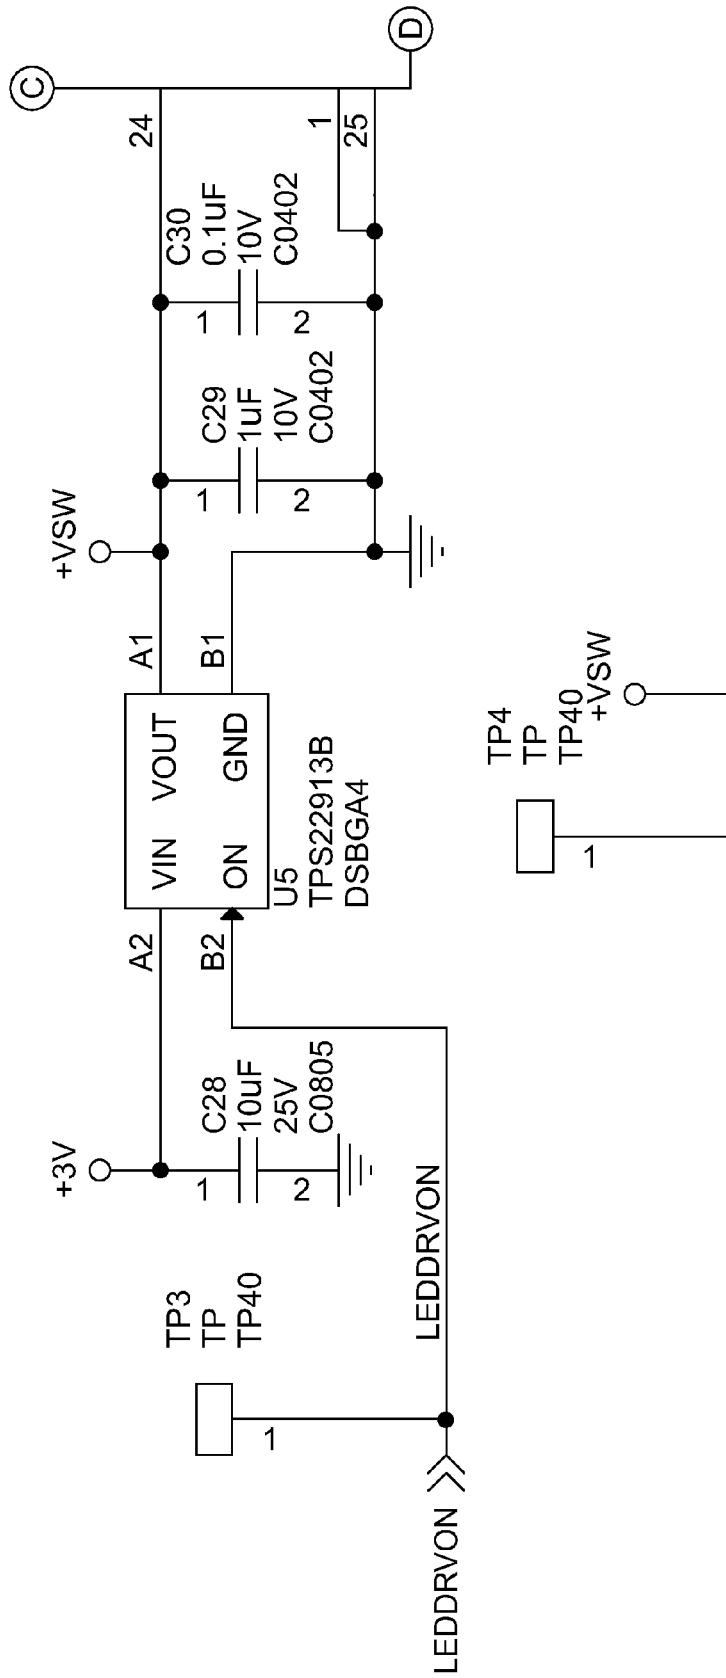 LEDDRVON
LEDDRVON
TP3
TP
TP40
1
+3V
1
2
C28
10uF
25V
C0805
A2
B2
VIN
VOUT
ON
GND
U5
TPS22913B
DSBGA4
A1
B1
+VSW
1
2
C29
1uF
10V
C0402
1
2
C30
0.1uF
10V
C0402
24
1
25
C
D
TP4
TP
TP40
1
+VSW